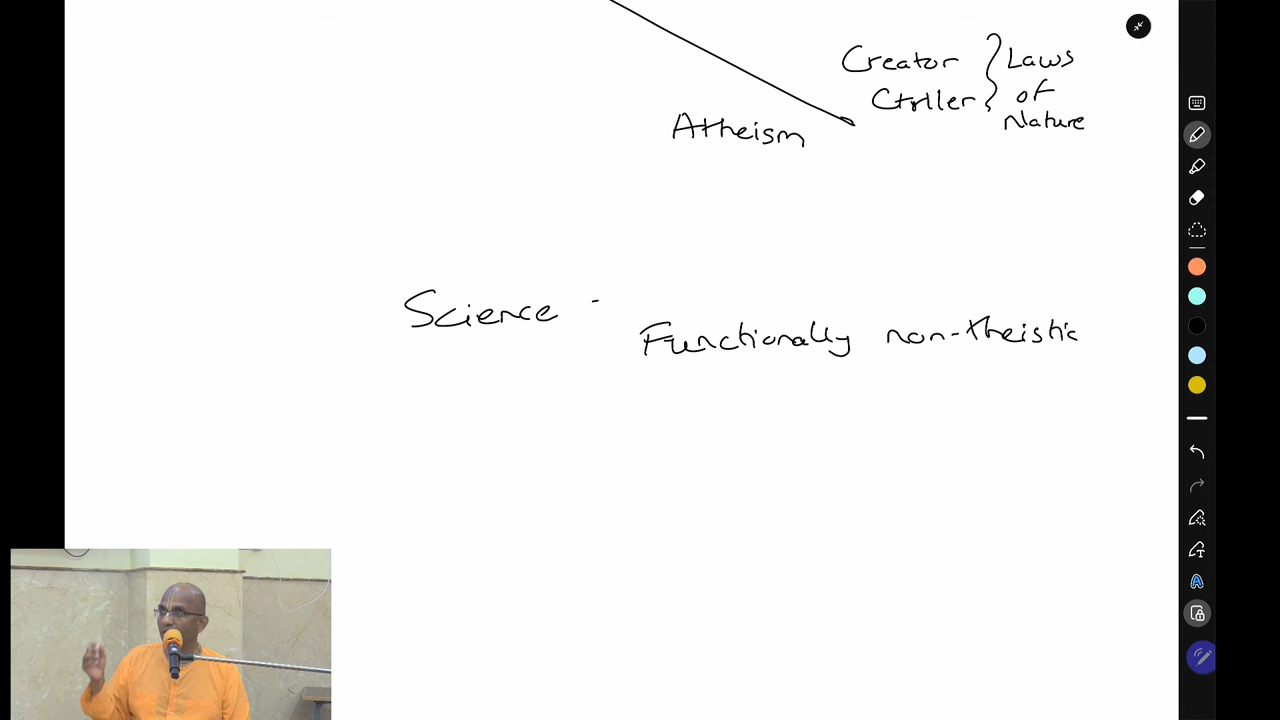 Creator } Laws
Ctrller } of
Nature
Atheism
Science -
Functionally non-theistic